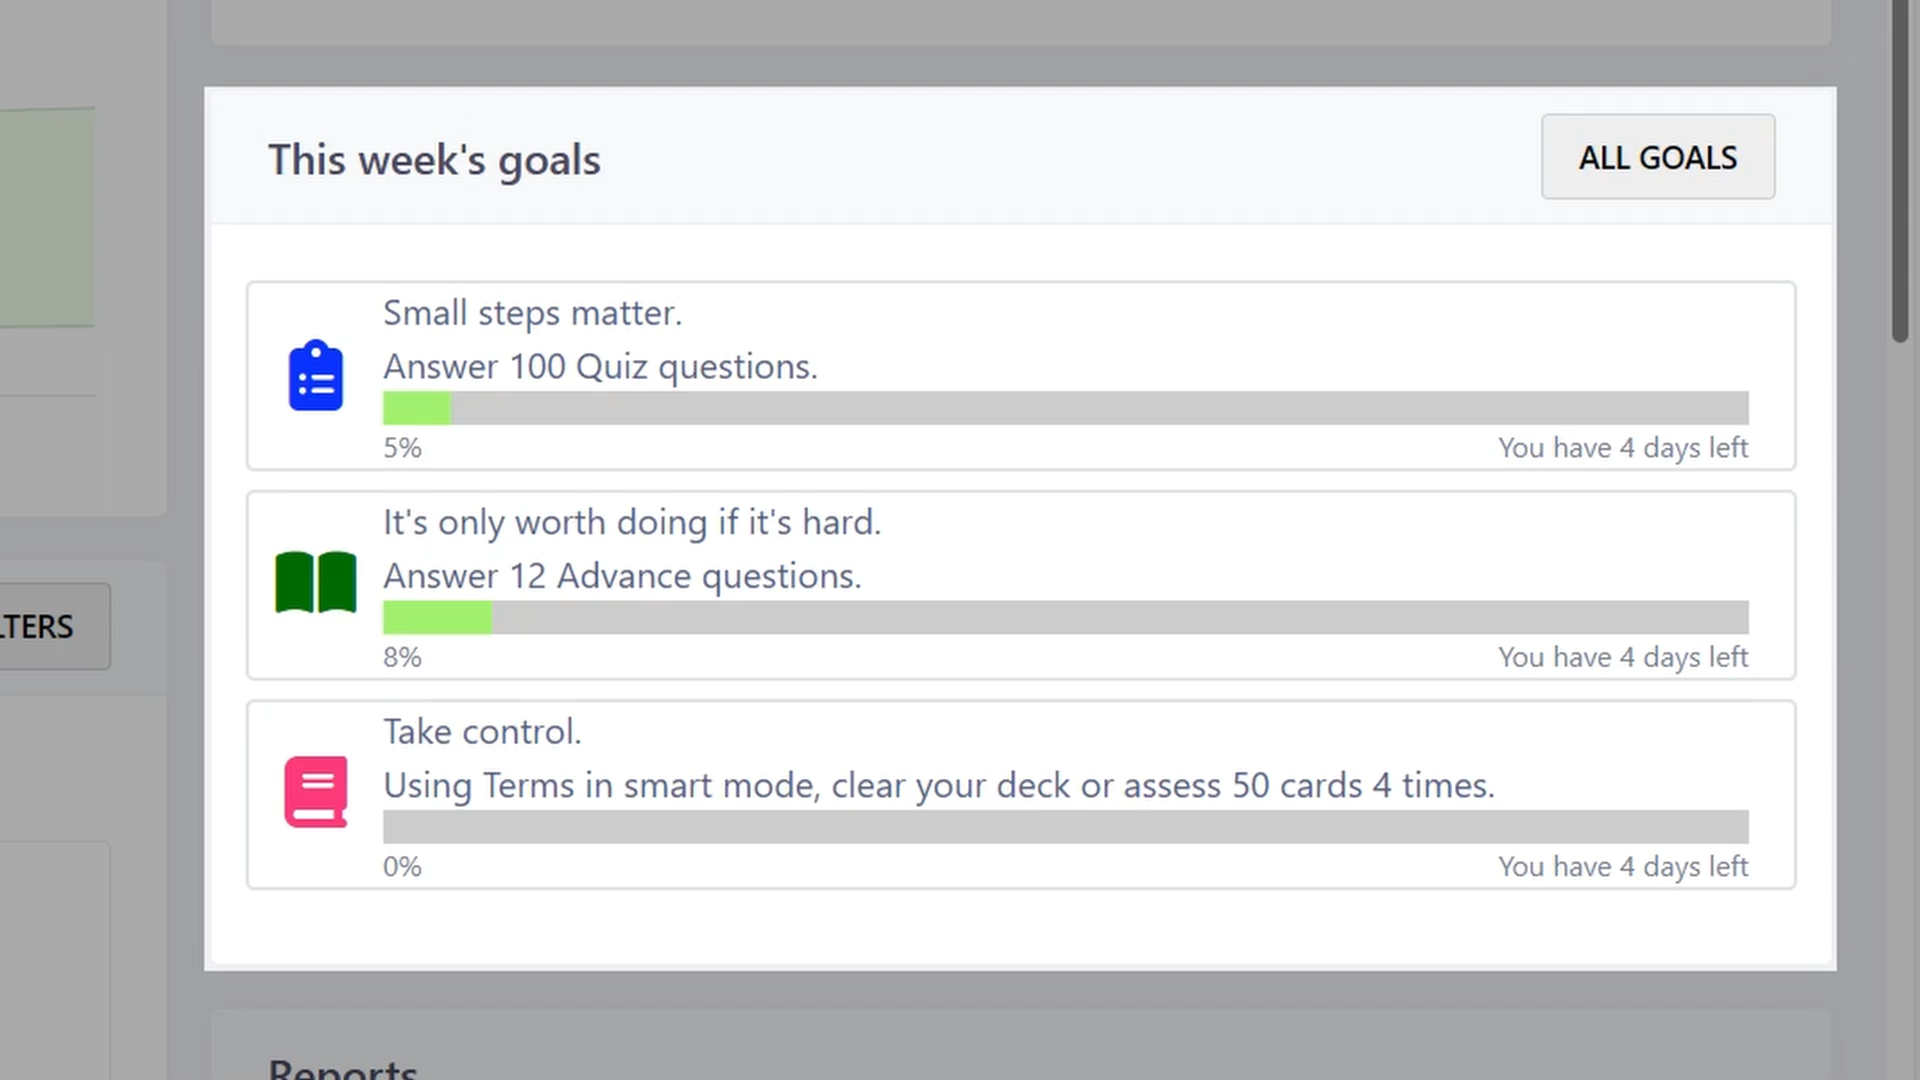 This week's goals
ALL GOALS
Small steps matter.
Answer 100 Quiz questions.
5%
You have 4 days left
It's only worth doing if it's hard.
Answer 12 Advance questions.
8%
You have 4 days left
Take control.
Using Terms in smart mode, clear your deck or assess 50 cards 4 times.
0%
You have 4 days left
LTERS
Reports